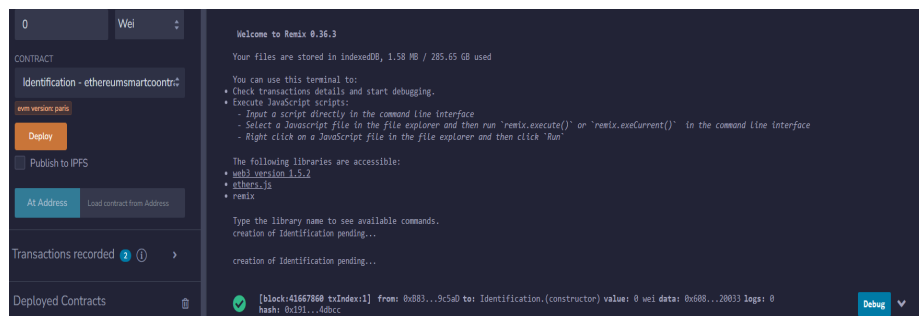 0 Wei
CONTRACT
Identification - ethereumsmartcoontra
evm version: paris
Deploy
Publish to IPFS
At Address Load contract from Address
Transactions recorded 2 i >
Deployed Contracts
Welcome to Remix 0.36.3
Your files are stored in indexedDB, 1.58 MB / 285.65 GB used
You can use this terminal to:
• Check transactions details and start debugging.
• Execute JavaScript scripts:
- Input a script directly in the command line interface
- Select a Javascript file in the file explorer and then run `remix.execute()` or `remix.exeCurrent()` in the command line interface
- Right click on a JavaScript file in the file explorer and then click `Run`
The following libraries are accessible:
• web3 version 1.5.2
• ethers.js
• remix
Type the library name to see available commands.
creation of Identification pending...
creation of Identification pending...
[block:41667860 txIndex:1] from: 0xB83...9c5aD to: Identification.(constructor) value: 0 wei data: 0x608...20033 logs: 0
hash: 0x191...4dbcc
Debug